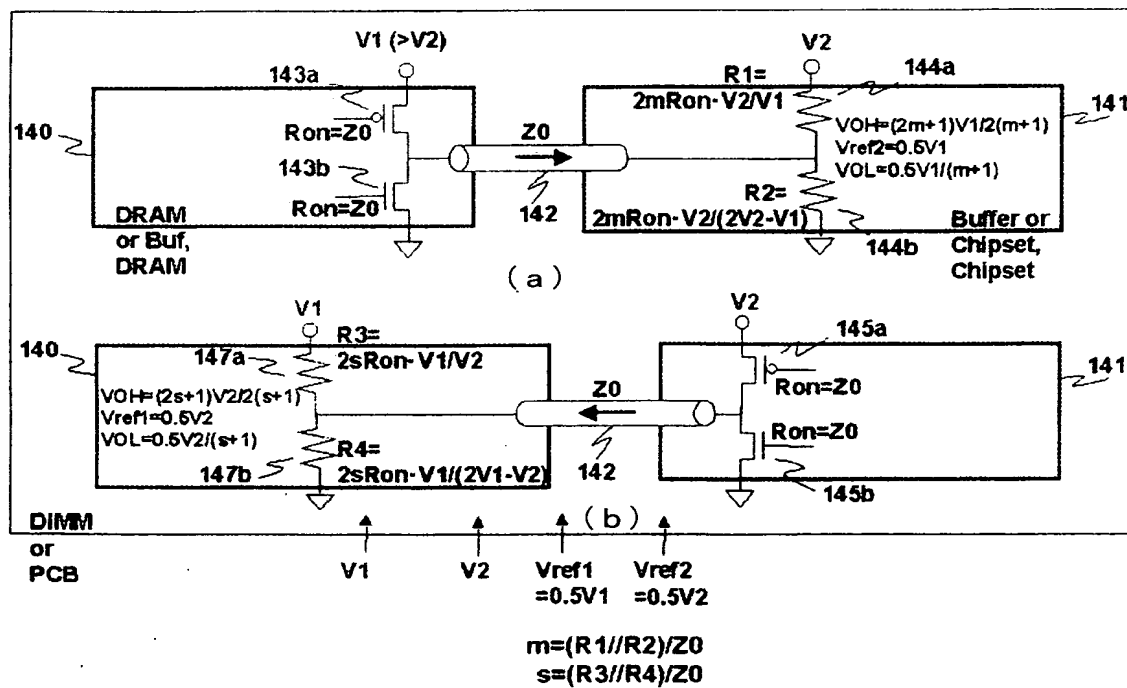 V1 (>V2)
V2
143a
R1=
2mRon·V2/V1
144a
140
141
Ron=Z0
Z0
VOH=(2m+1)V1/2(m+1)
Vref2=0.5V1
VOL=0.5V1/(m+1)
143b
R2=
Ron=Z0
142
2mRon·V2/(2V2-V1)
DRAM
or Buf,
DRAM
144b
Buffer or
Chipset,
Chipset
(a)
V1
V2
R3=
2sRon·V1/V2
145a
140
147a
141
Ron=Z0
VOH=(2s+1)V2/2(s+1)
Vref1=0.5V2
VOL=0.5V2/(s+1)
Z0
Ron=Z0
R4=
2sRon·V1/(2V1-V2)
147b
142
145b
(b)
DIMM
or
PCB
V1
V2
Vref1
=0.5V1
Vref2
=0.5V2
m=(R1//R2)/Z0
s=(R3//R4)/Z0